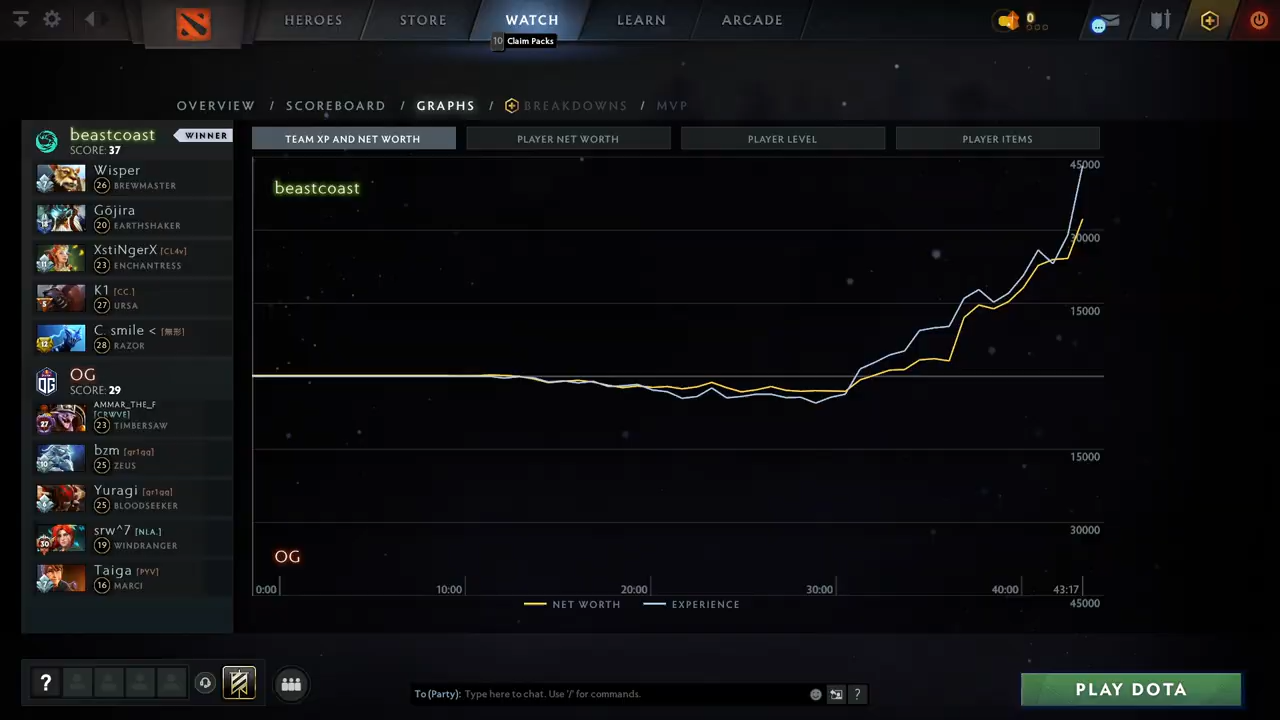 HEROES
STORE
WATCH
LEARN
ARCADE
0
10 Claim Packs
OVERVIEW / SCOREBOARD / GRAPHS / BREAKDOWNS / MVP
beastcoast
WINNER
SCORE: 37
Wisper
26 BREWMASTER
Gōjira
20 EARTHSHAKER
XstiNgerX [CL4v]
23 ENCHANTRESS
K1 [CC.]
27 URSA
C. smile < [無形]
28 RAZOR
OG
SCORE: 29
AMMAR_THE_F
[CRWVE]
23 TIMBERSAW
bzm [qr1qq]
25 ZEUS
Yuragi [qr1qq]
25 BLOODSEEKER
srw^7 [NLA.]
19 WINDRANGER
Taiga [PYV]
16 MARCI
TEAM XP AND NET WORTH
PLAYER NET WORTH
PLAYER LEVEL
PLAYER ITEMS
beastcoast
45000
30000
15000
15000
30000
OG
0:00
10:00
20:00
30:00
40:00
43:17
45000
NET WORTH
EXPERIENCE
?
To (Party): Type here to chat. Use '/' for commands.
?
PLAY DOTA